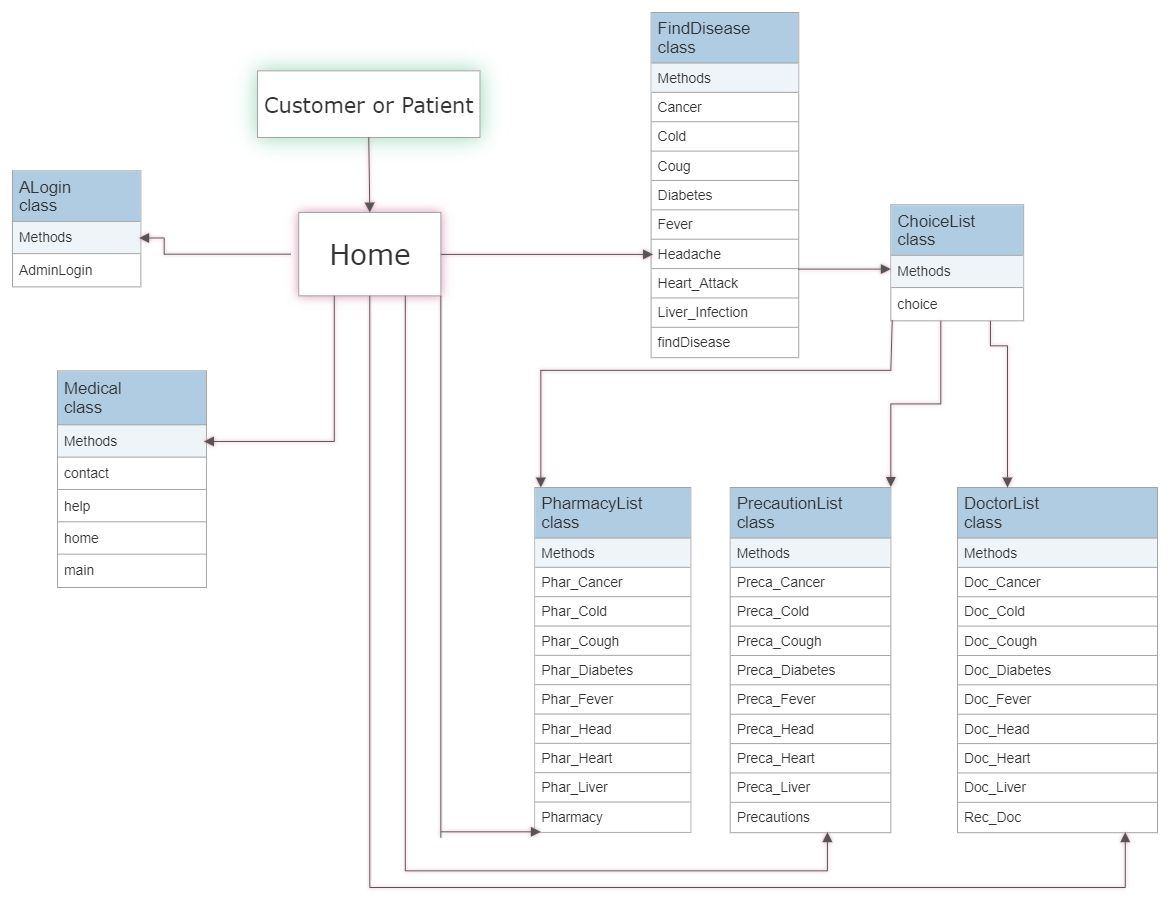 Customer or Patient
Home
ALogin
class
Methods
AdminLogin
Medical
class
Methods
contact
help
home
main
FindDisease
class
Methods
Cancer
Cold
Coug
Diabetes
Fever
Headache
Heart_Attack
Liver_Infection
findDisease
ChoiceList
class
Methods
choice
PharmacyList
class
Methods
Phar_Cancer
Phar_Cold
Phar_Cough
Phar_Diabetes
Phar_Fever
Phar_Head
Phar_Heart
Phar_Liver
Pharmacy
PrecautionList
class
Methods
Preca_Cancer
Preca_Cold
Preca_Cough
Preca_Diabetes
Preca_Fever
Preca_Head
Preca_Heart
Preca_Liver
Precautions
DoctorList
class
Methods
Doc_Cancer
Doc_Cold
Doc_Cough
Doc_Diabetes
Doc_Fever
Doc_Head
Doc_Heart
Doc_Liver
Rec_Doc